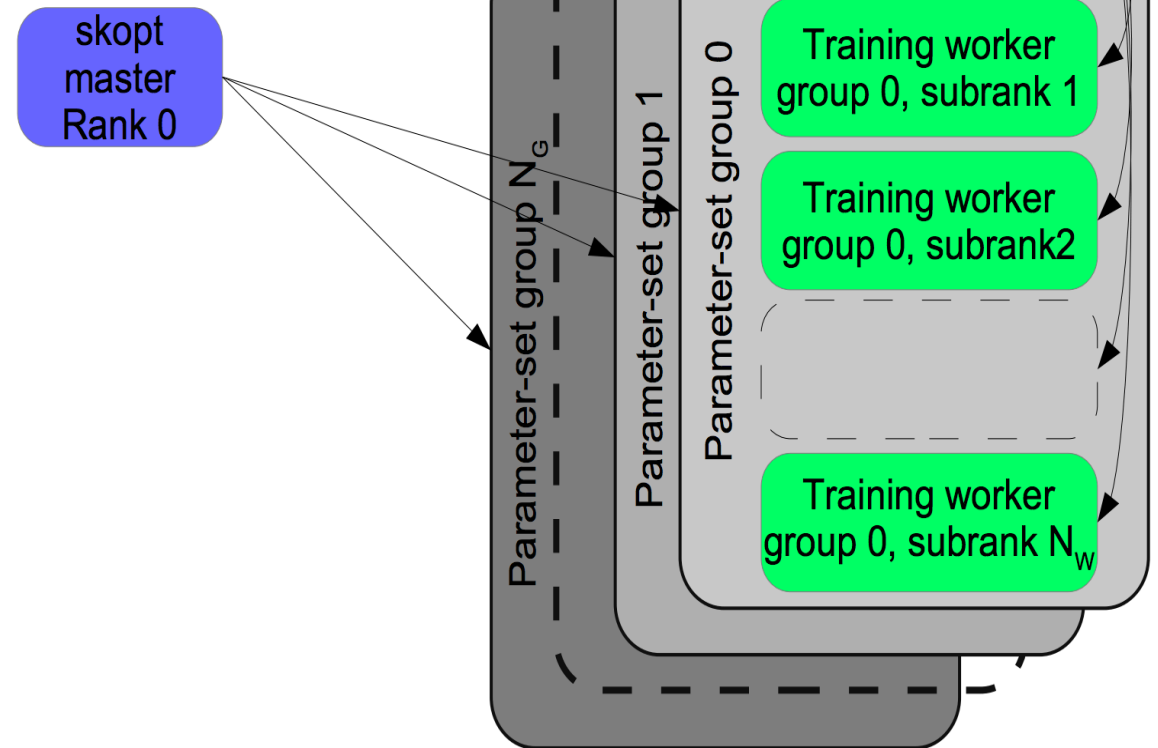 skopt
master
Rank 0
Parameter-set group N_G
Parameter-set group 1
Parameter-set group 0
Training worker
group 0, subrank 1
Training worker
group 0, subrank2
Training worker
group 0, subrank N_W